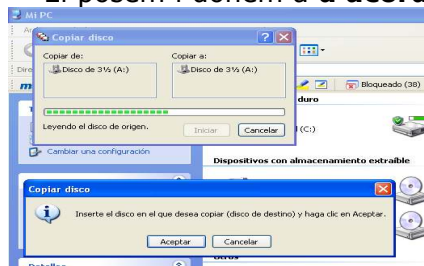 Mi PC
Copiar disco
Copiar de:
Copiar a:
Disco de 3½ (A:)
Disco de 3½ (A:)
Bloqueado (38)
duro
Leyendo el disco de origen.
Iniciar
Cancelar
(C:)
Cambiar una configuración
Dispositivos con almacenamiento extraíble
Copiar disco
Inserte el disco en el que desea copiar (disco de destino) y haga clic en Aceptar.
Aceptar
Cancelar